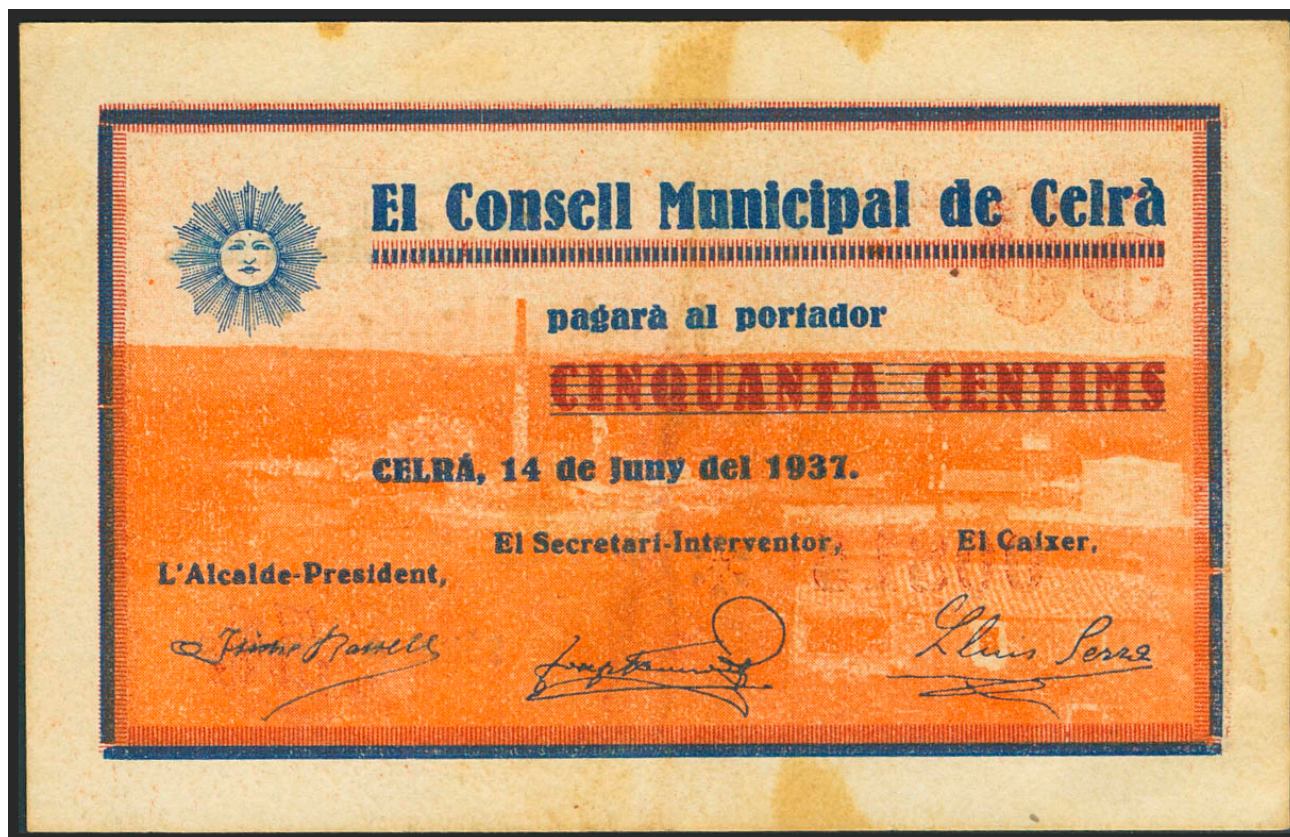 El Consell Municipal de Celrà
pagarà al portador
CINQUANTA CENTIMS
CELRÁ, 14 de Juny del 1937.
El Secretari-Interventor,
El Caixer,
L'Alcalde-President,
Lluis Serra